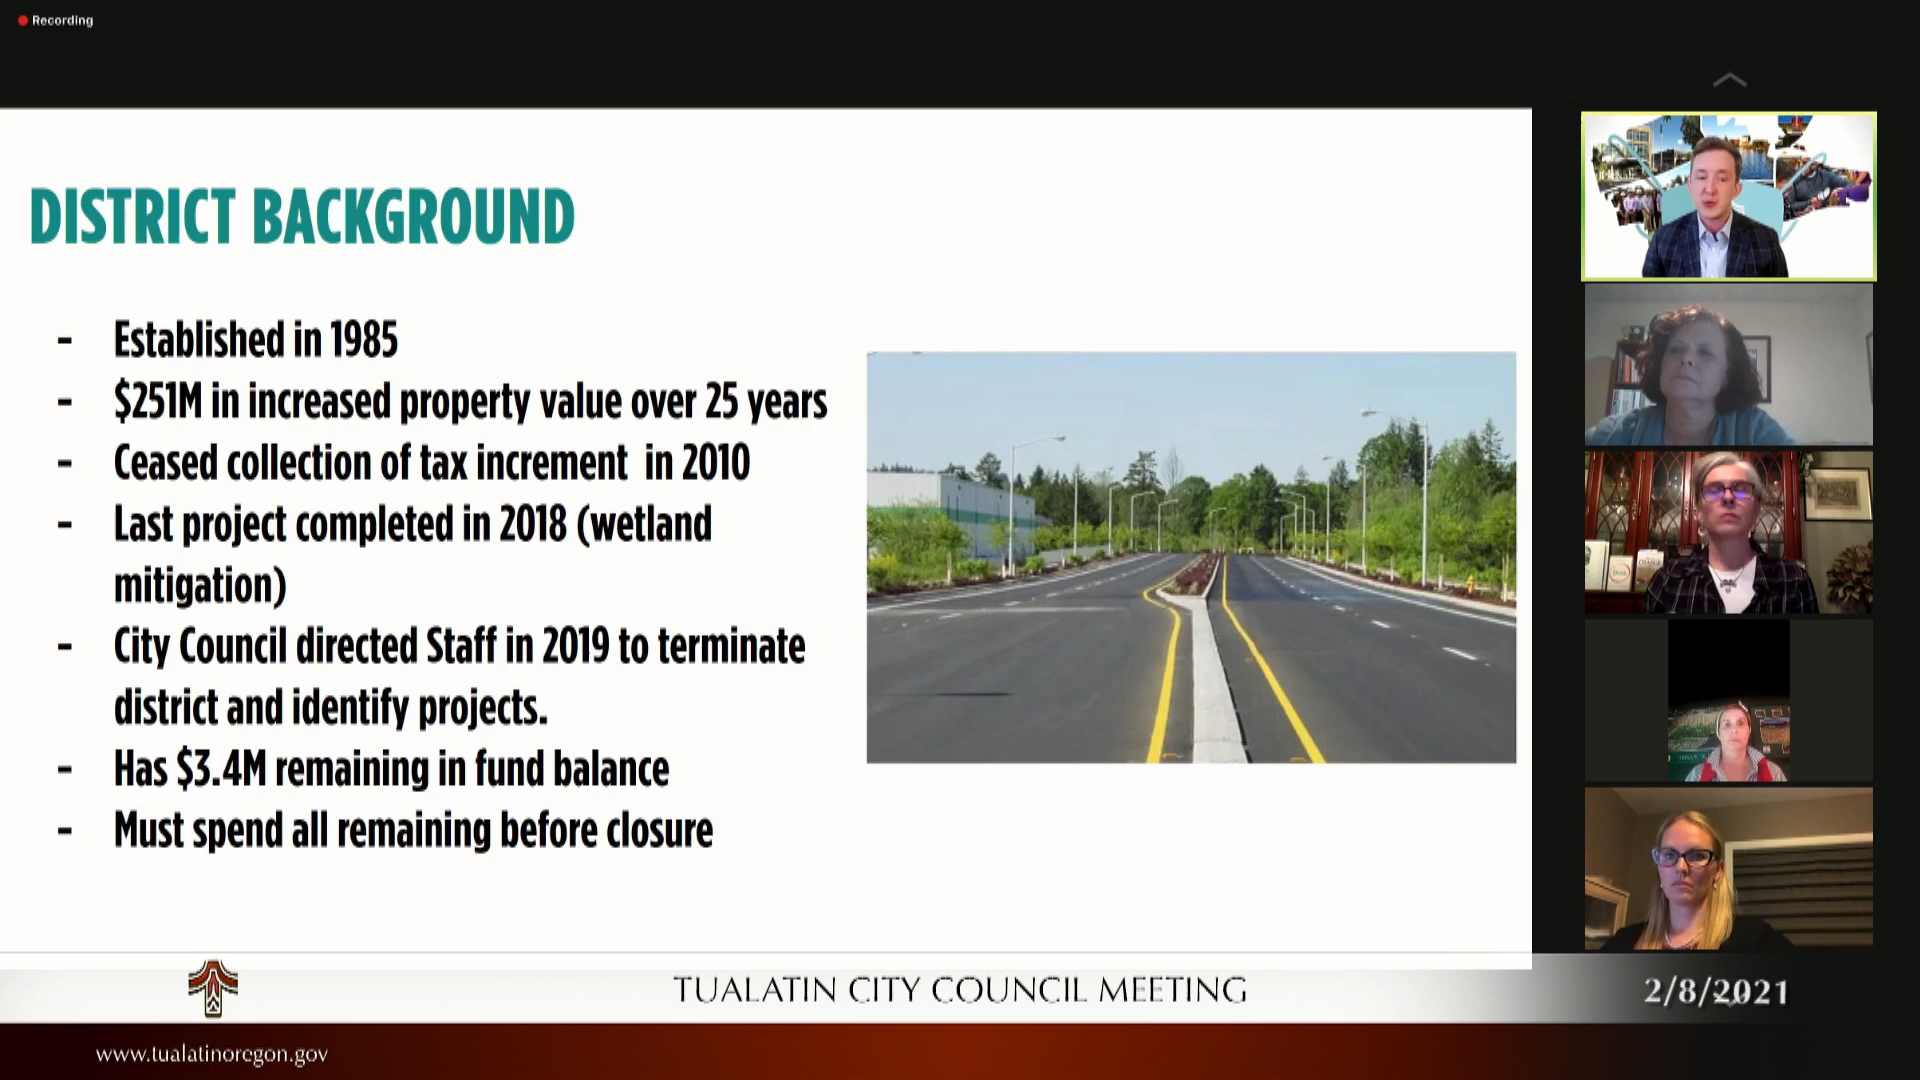 Recording
DISTRICT BACKGROUND
- Established in 1985
- $251M in increased property value over 25 years
- Ceased collection of tax increment in 2010
- Last project completed in 2018 (wetland
mitigation)
- City Council directed Staff in 2019 to terminate
district and identify projects.
- Has $3.4M remaining in fund balance
- Must spend all remaining before closure
TUALATIN CITY COUNCIL MEETING
2/8/2021
www.tualatinoregon.gov